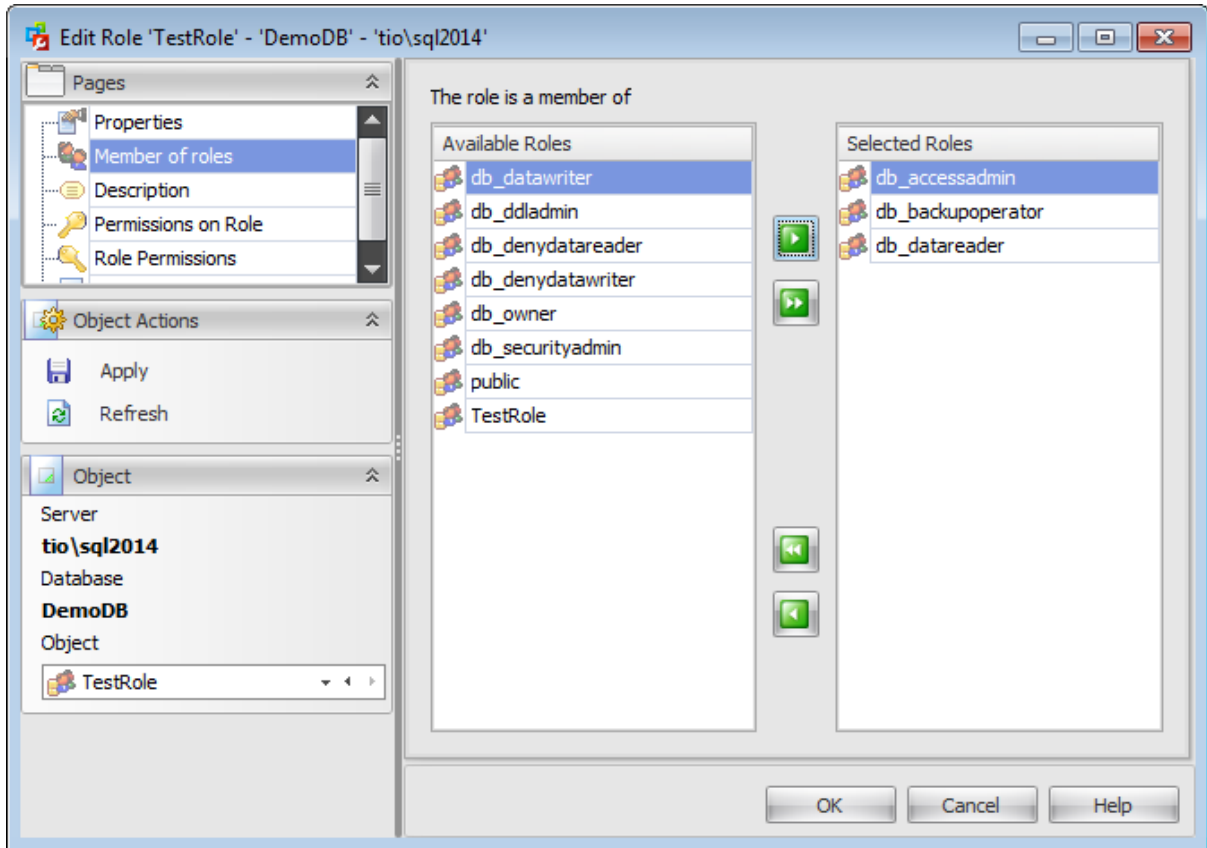 Edit Role 'TestRole' - 'DemoDB' - 'tio\sql2014'
Pages
Properties
Member of roles
Description
Permissions on Role
Role Permissions
Object Actions
Apply
Refresh
Object
Server
tio\sql2014
Database
DemoDB
Object
TestRole
The role is a member of
Available Roles
db_datawriter
db_ddladmin
db_denydatareader
db_denydatawriter
db_owner
db_securityadmin
public
TestRole
Selected Roles
db_accessadmin
db_backupoperator
db_datareader
OK
Cancel
Help